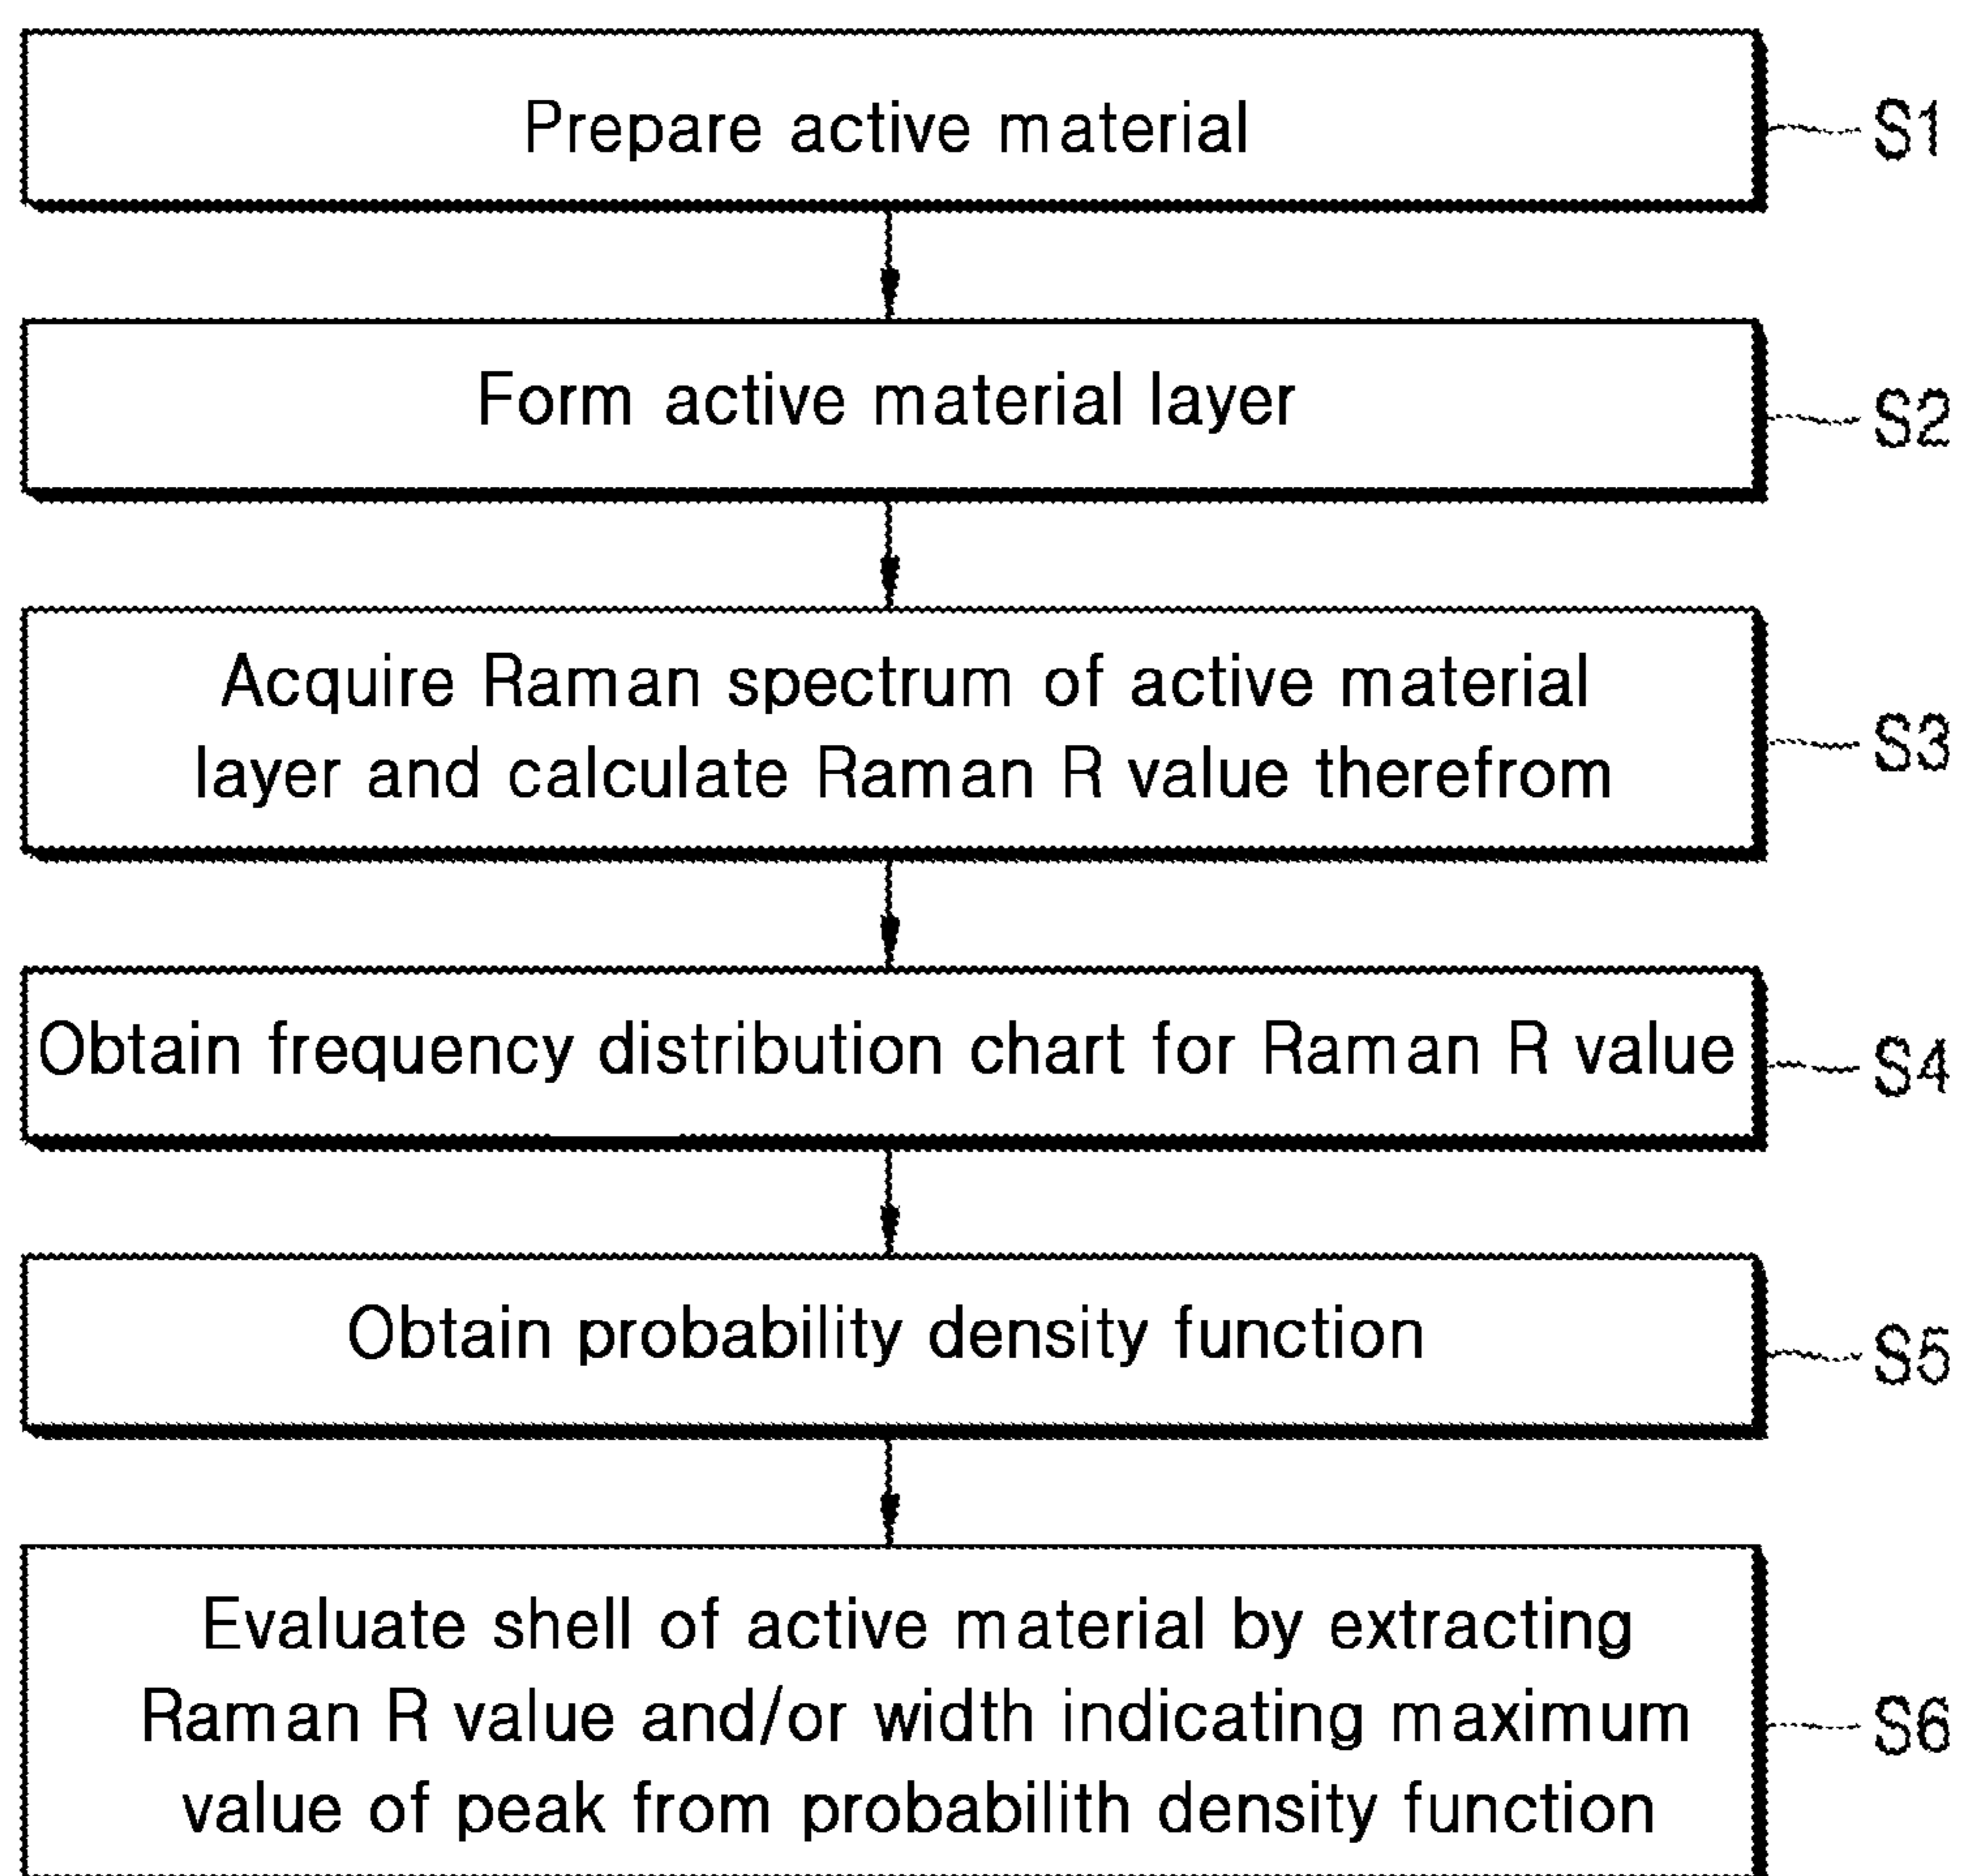 Prepare active material
S1
Form active material layer
S2
Acquire Raman spectrum of active material
layer and calculate Raman R value therefrom
S3
Obtain frequency distribution chart for Raman R value
S4
Obtain probability density function
S5
Evaluate shell of active material by extracting
Raman R value and/or width indicating maximum
value of peak from probabilith density function
S6